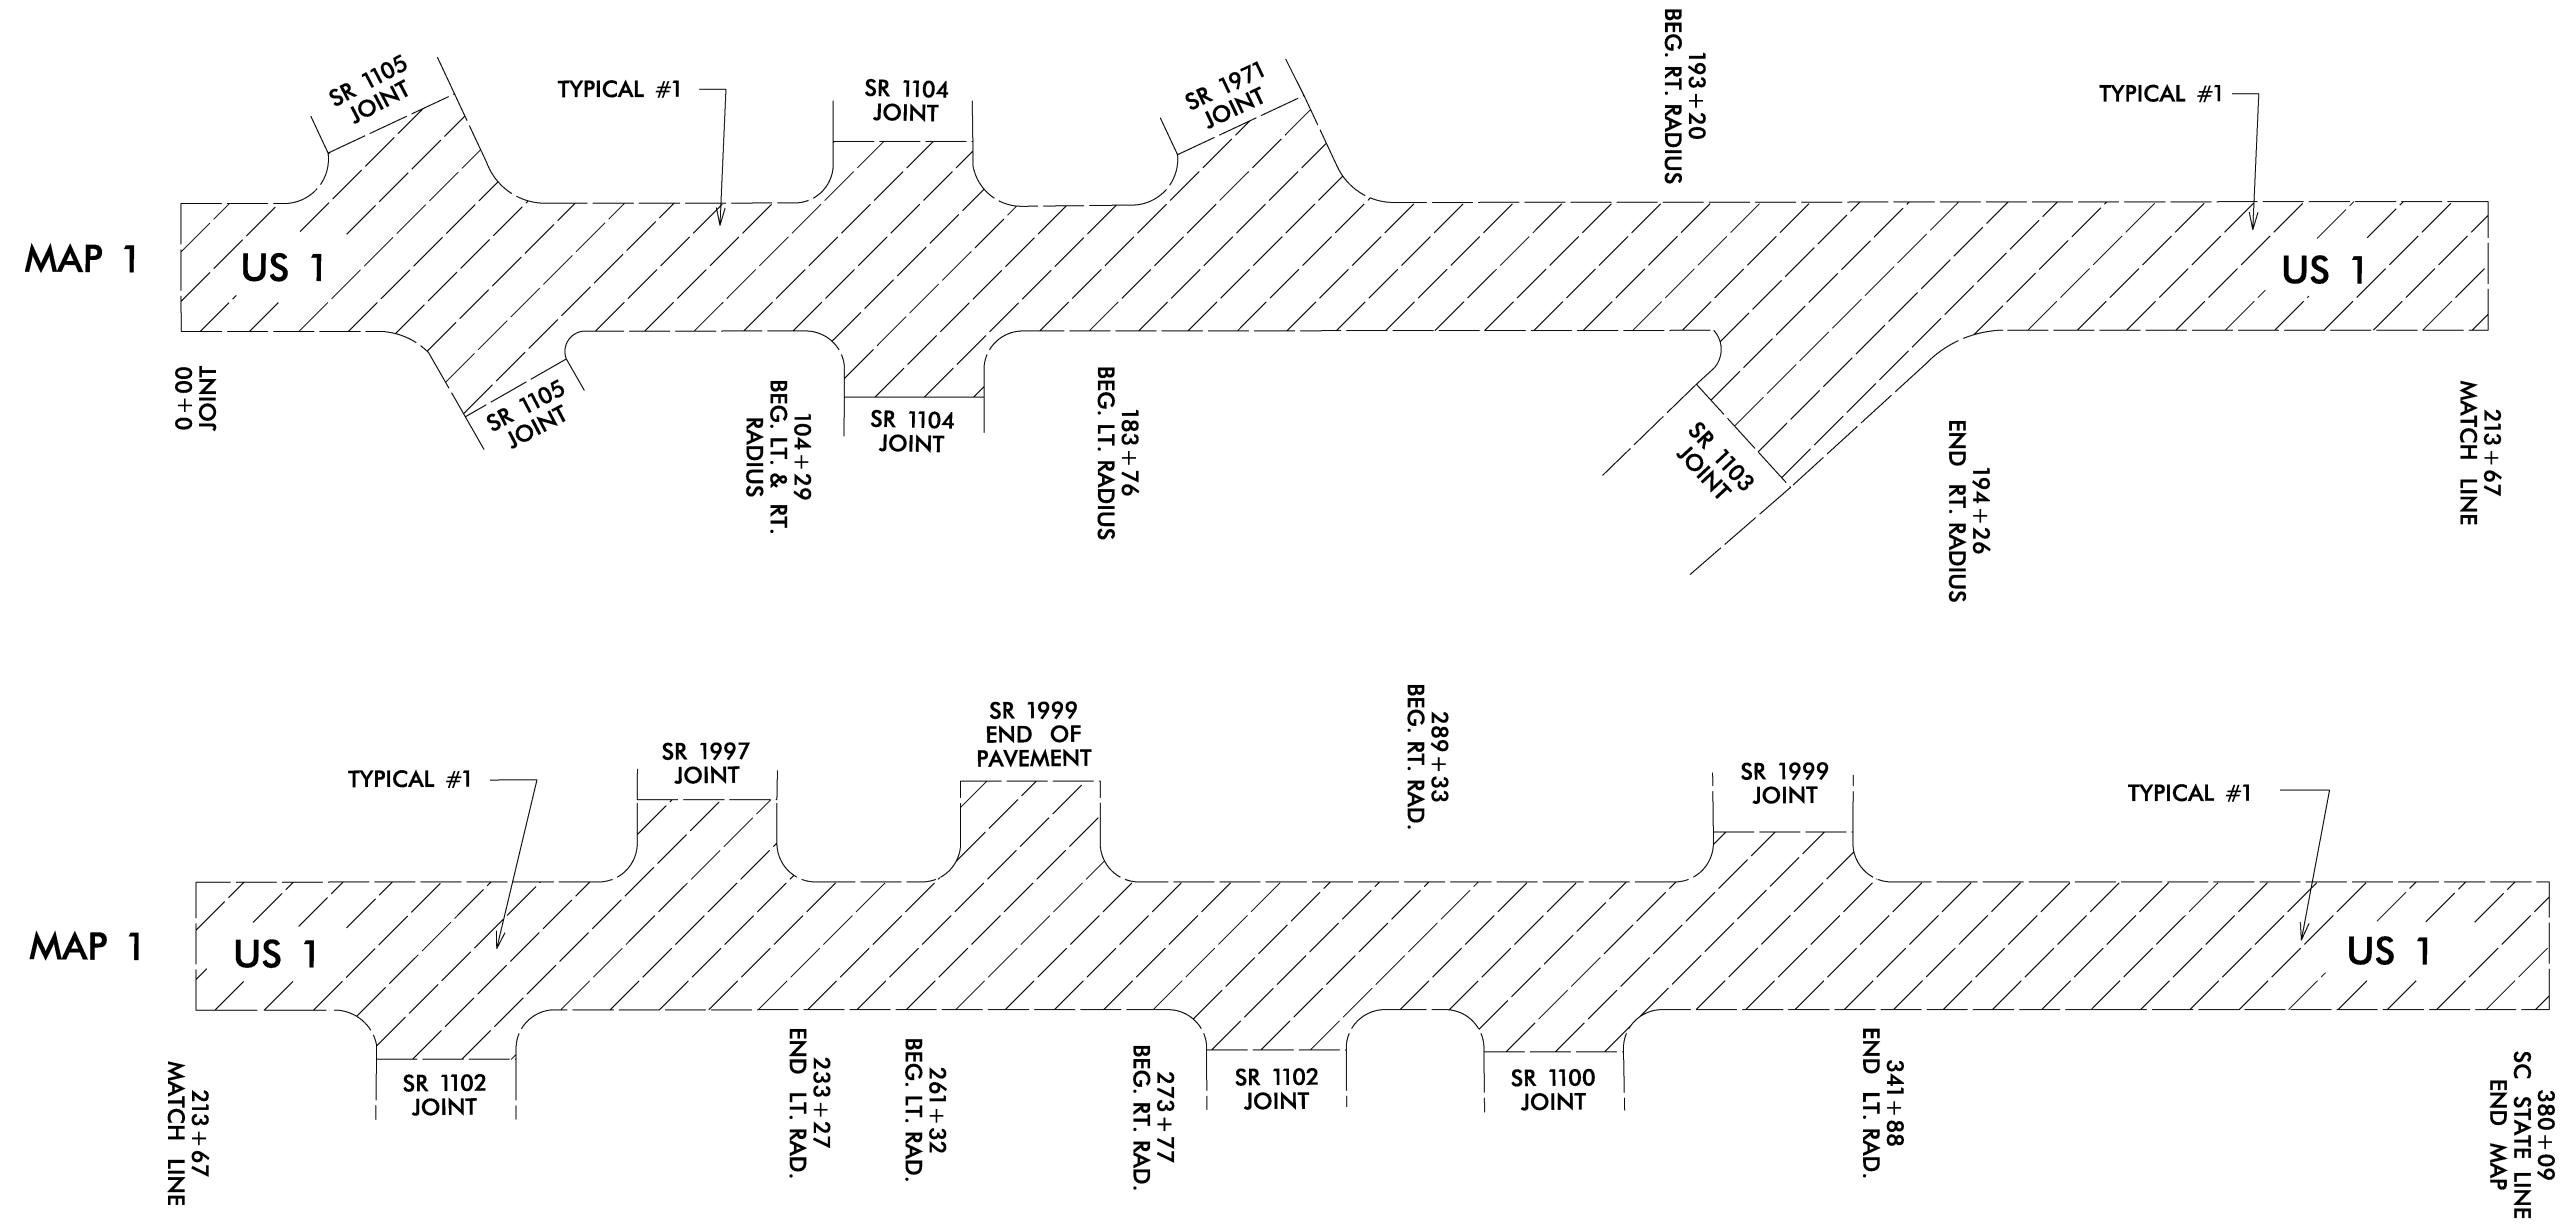 SR 1105
JOINT
TYPICAL #1
SR 1104
JOINT
SR 1971
JOINT
193+20
BEG. RT. RADIUS
TYPICAL #1
MAP 1
US 1
US 1
JOINT
0+00
SR 1105
JOINT
104+29
BEG. LT. & RT.
RADIUS
SR 1104
JOINT
183+76
BEG. LT. RADIUS
SR 1103
JOINT
194+26
END RT. RADIUS
213+67
MATCH LINE
TYPICAL #1
SR 1997
JOINT
SR 1999
END OF
PAVEMENT
289+33
BEG. RT. RAD.
SR 1999
JOINT
TYPICAL #1
MAP 1
US 1
US 1
213+67
MATCH LINE
SR 1102
JOINT
233+27
END LT. RAD.
261+32
BEG. LT. RAD.
273+77
BEG. RT. RAD.
SR 1102
JOINT
SR 1100
JOINT
341+88
END LT. RAD.
380+09
SC STATE LINE
END MAP